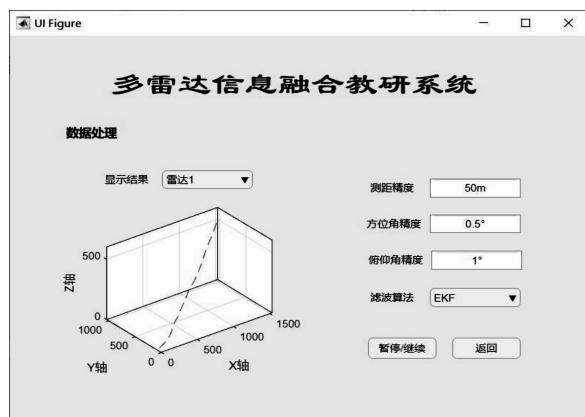 UI Figure
多雷达信息融合教研系统
数据处理
显示结果 雷达1
测距精度 50m
方位角精度 0.5°
俯仰角精度 1°
滤波算法 EKF
暂停/继续 返回
500
0
Z轴
1000
500
0
Y轴
0
500
1000
1500
X轴